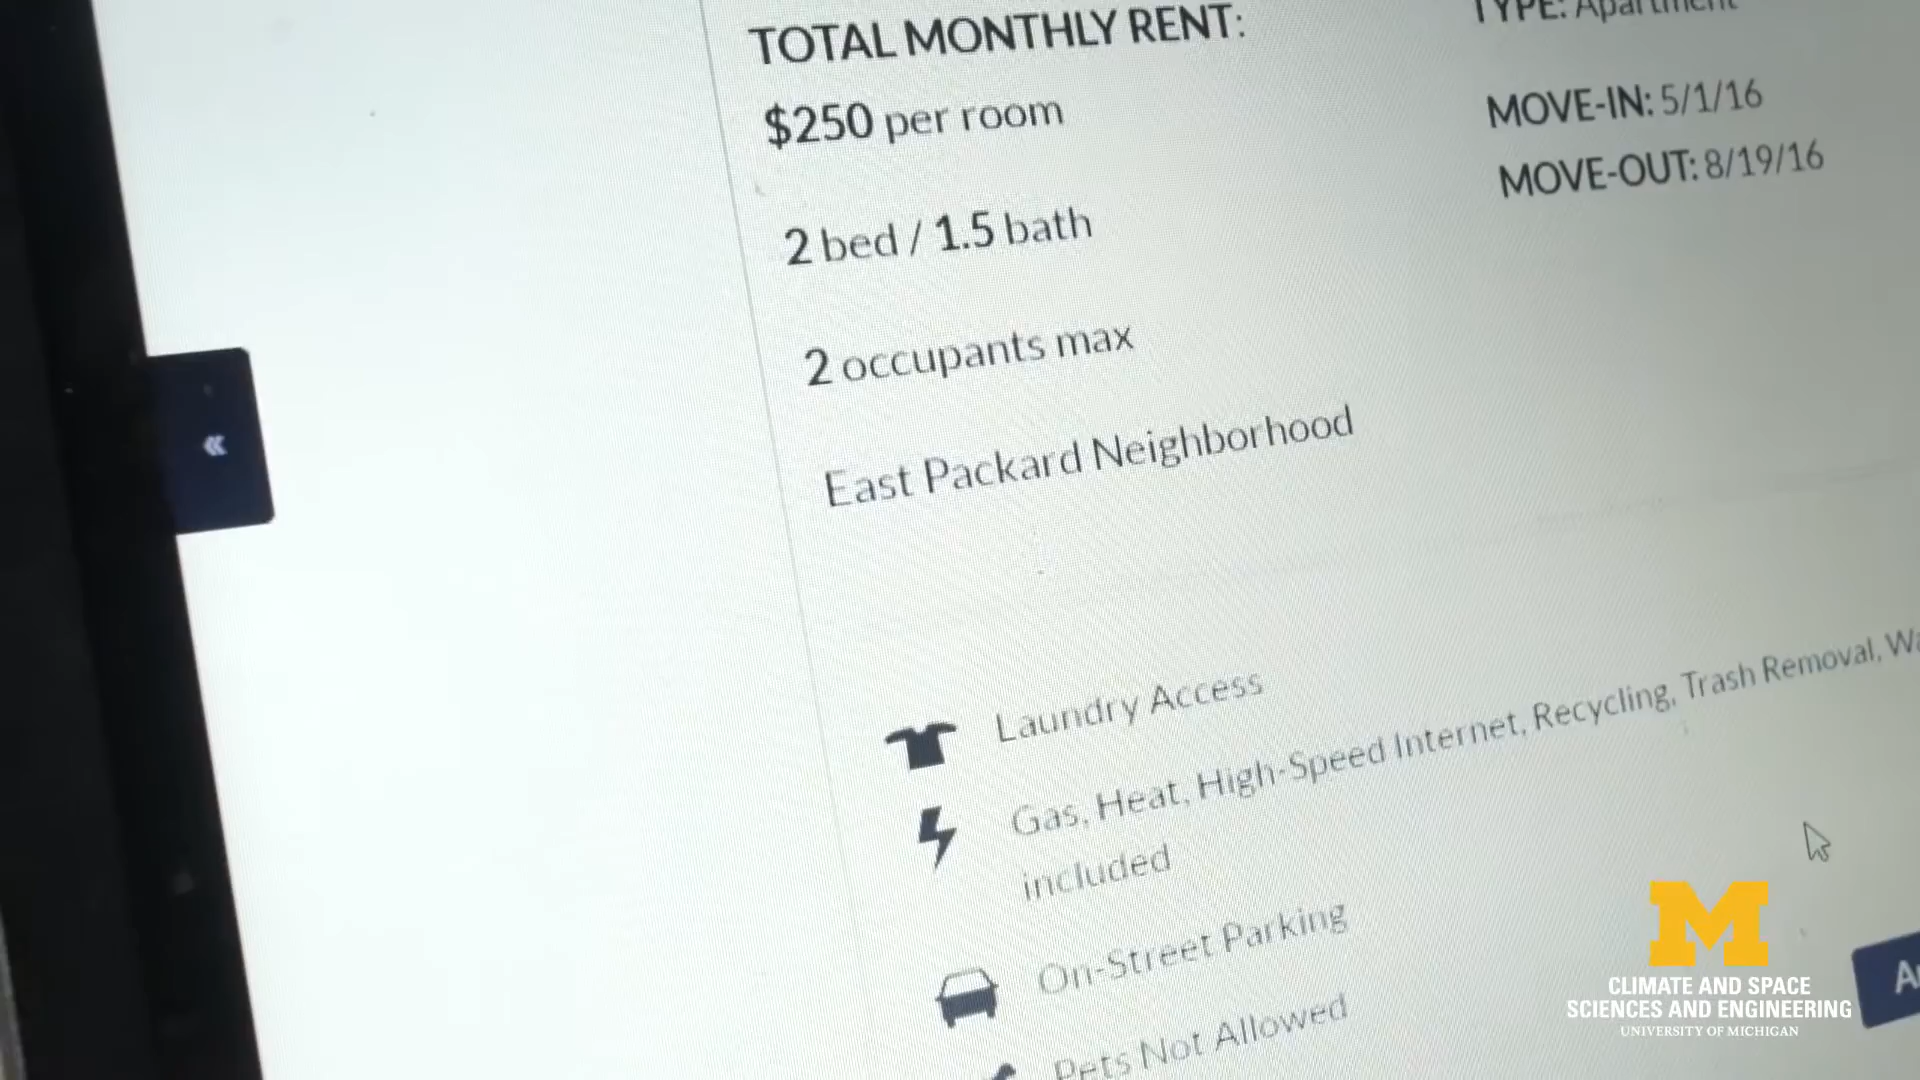 TOTAL MONTHLY RENT:
$250 per room
2 bed / 1.5 bath
2 occupants max
East Packard Neighborhood
TYPE: Apartment
MOVE-IN: 5/1/16
MOVE-OUT: 8/19/16
«
Laundry Access
Gas, Heat, High-Speed Internet, Recycling, Trash Removal,
included
On-Street Parking
Pets Not Allowed
M
CLIMATE AND SPACE
SCIENCES AND ENGINEERING
UNIVERSITY OF MICHIGAN